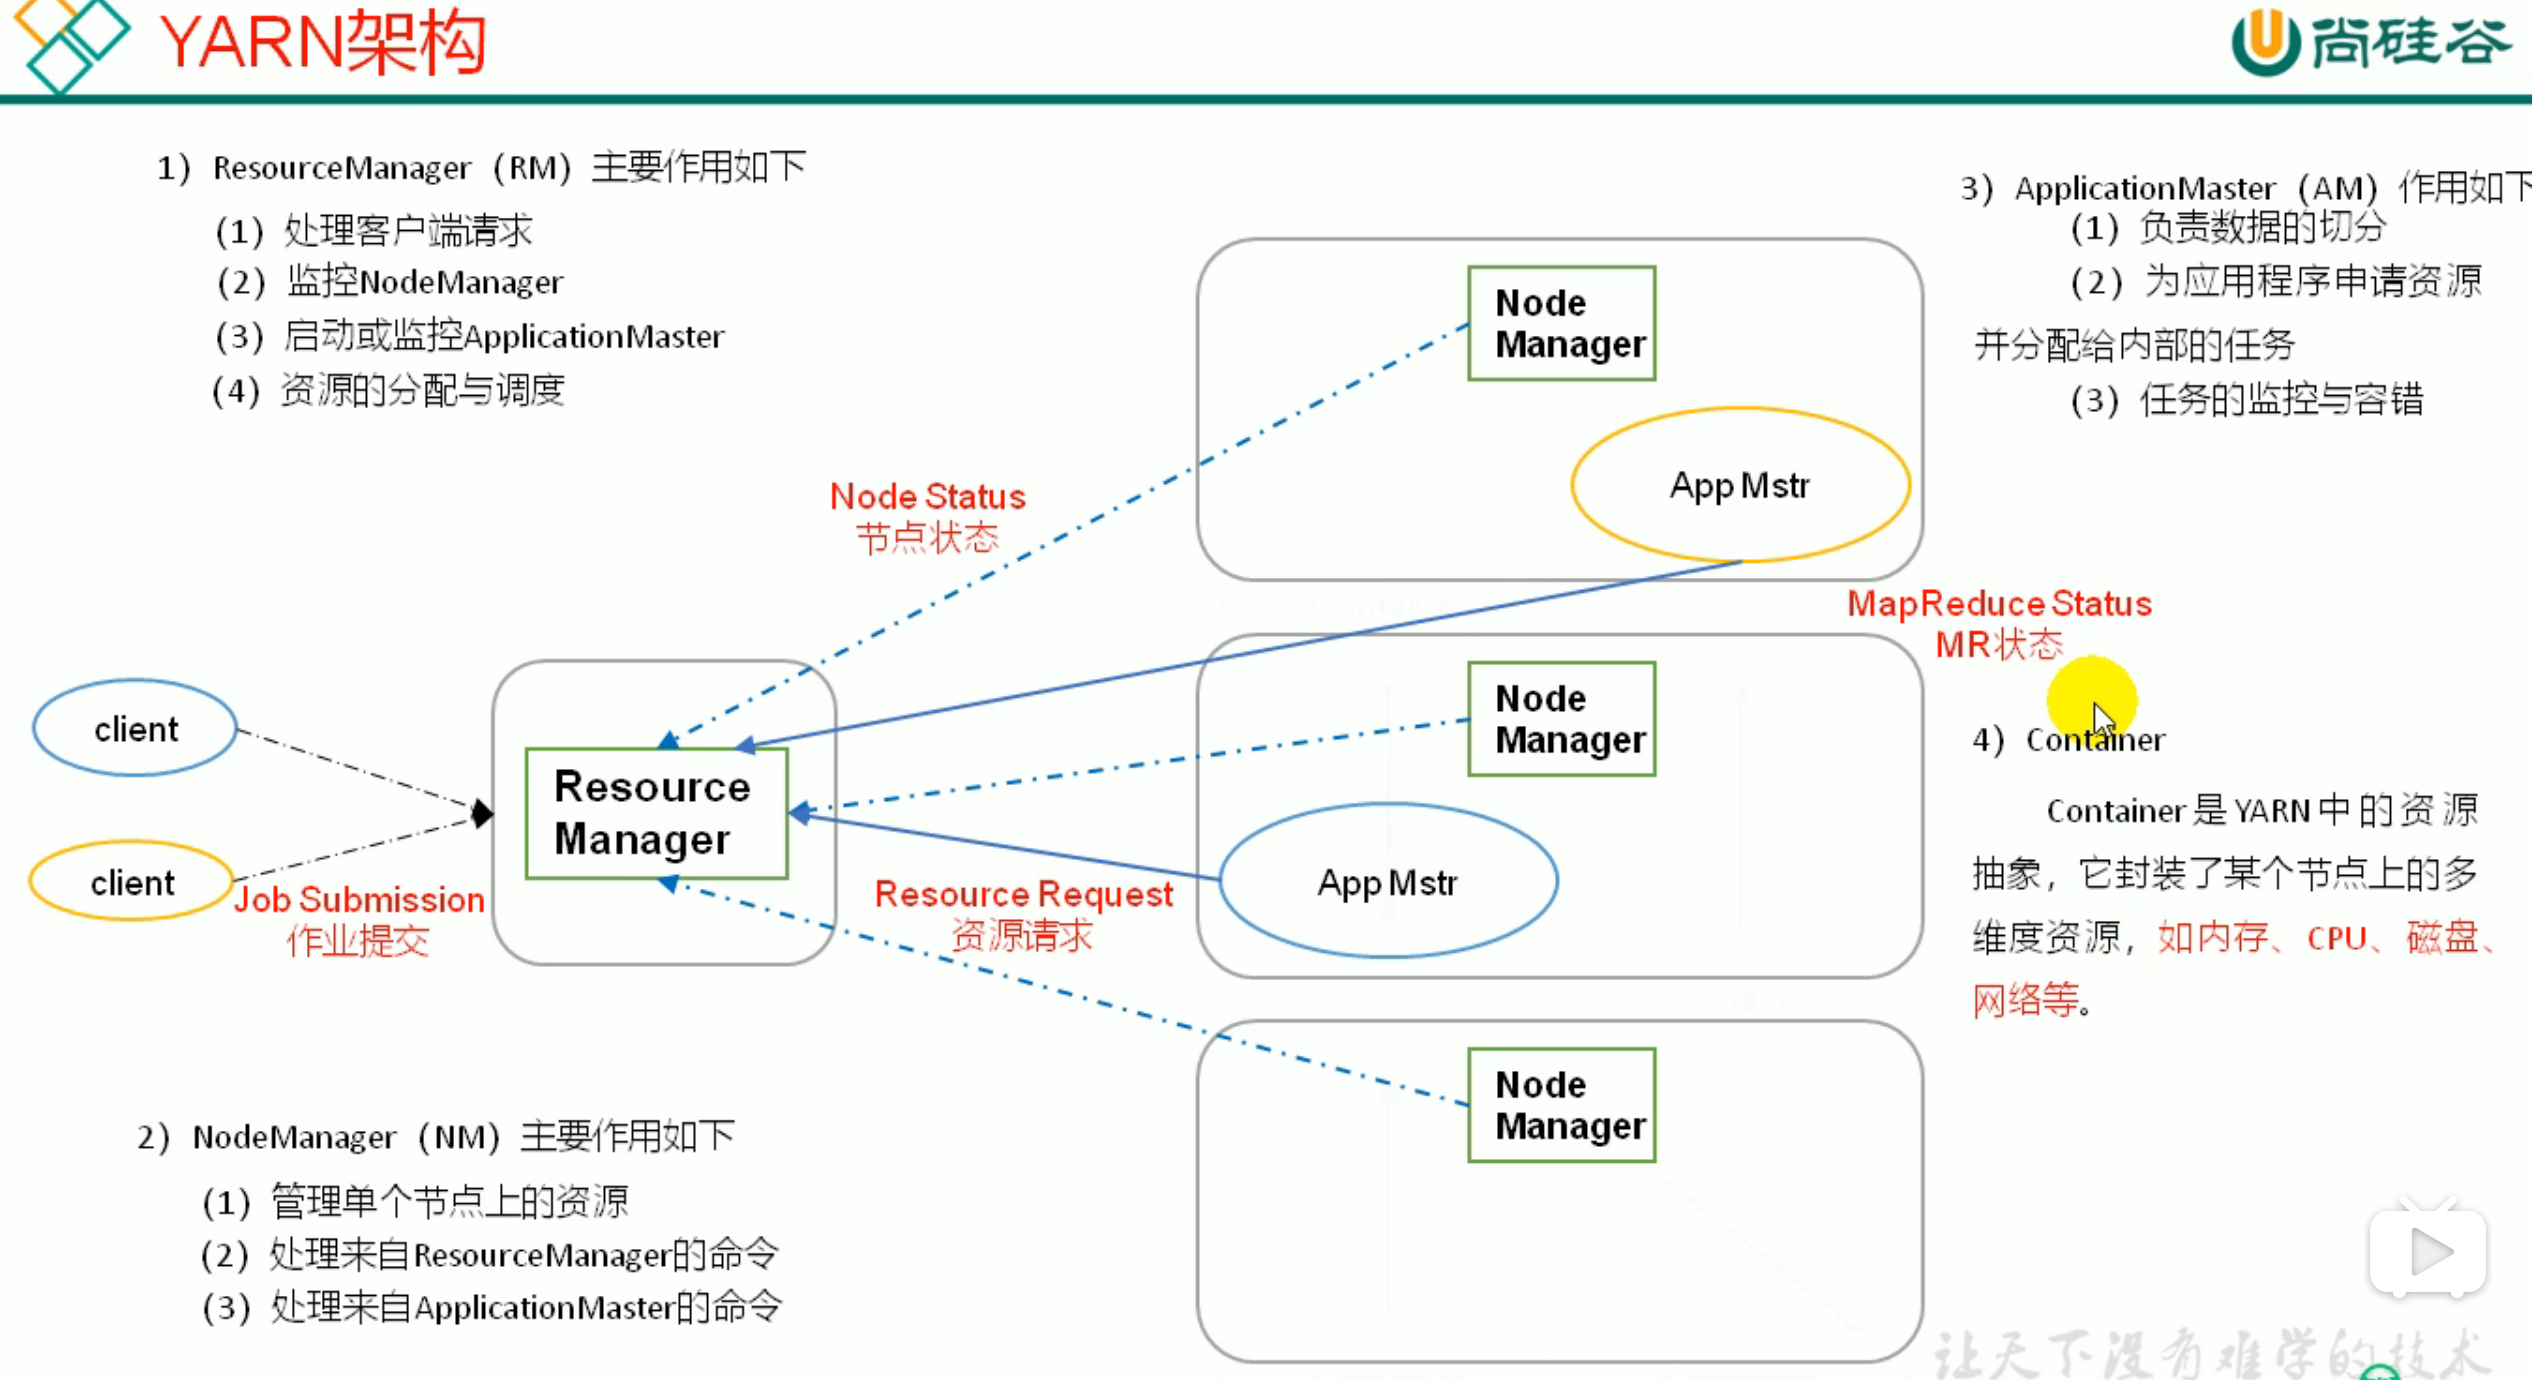 YARN架构
尚硅谷
1）ResourceManager（RM）主要作用如下
（1）处理客户端请求
（2）监控NodeManager
（3）启动或监控ApplicationMaster
（4）资源的分配与调度
3）ApplicationMaster（AM）作用如下
（1）负责数据的切分
（2）为应用程序申请资源
并分配给内部的任务
（3）任务的监控与容错
Node
Manager
App Mstr
Node Status
节点状态
MapReduce Status
MR状态
client
client
Job Submission
作业提交
Resource
Manager
Node
Manager
App Mstr
Resource Request
资源请求
4）Container
Container是YARN中的资源
抽象，它封装了某个节点上的多
维度资源，如内存、CPU、磁盘、
网络等。
Node
Manager
2）NodeManager（NM）主要作用如下
（1）管理单个节点上的资源
（2）处理来自ResourceManager的命令
（3）处理来自ApplicationMaster的命令
让天下没有难学的技术